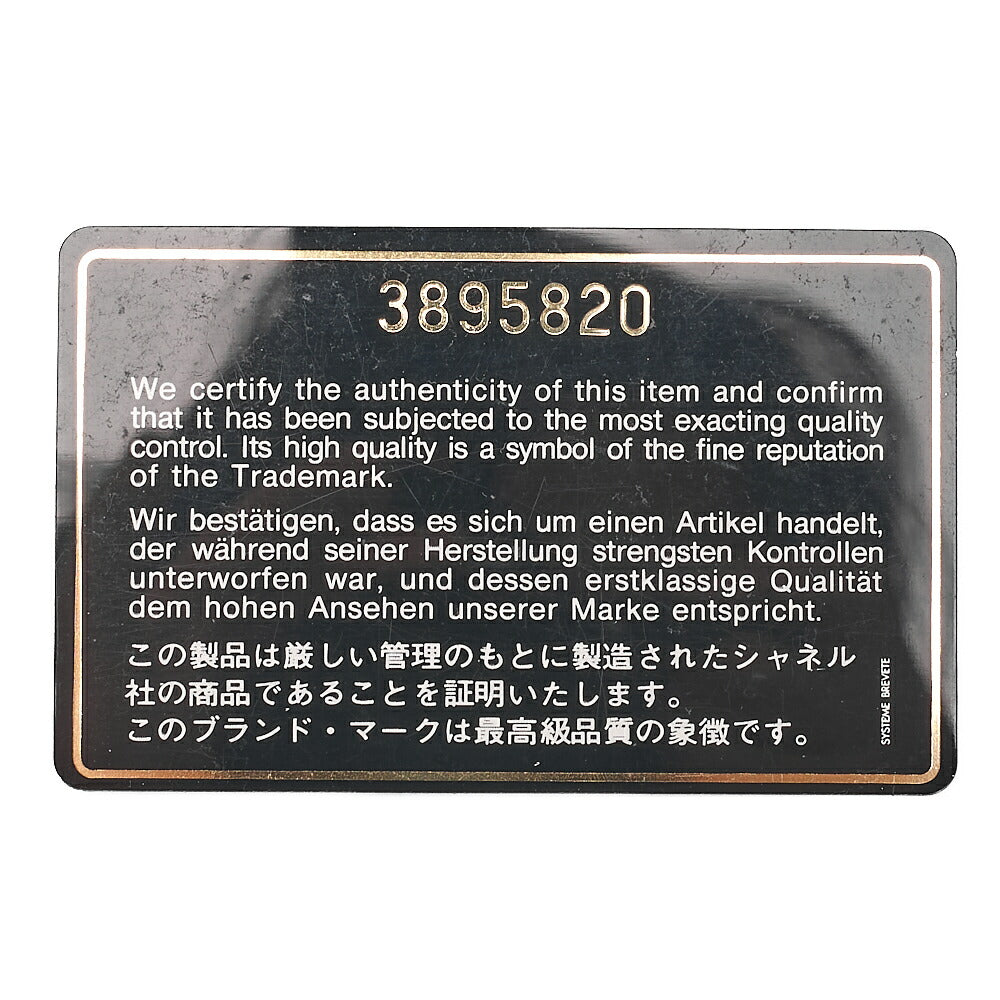 3895820
We certify the authenticity of this item and confirm
that it has been subjected to the most exacting quality
control. Its high quality is a symbol of the fine reputation
of the Trademark.
Wir bestätigen, dass es sich um einen Artikel handelt,
der während seiner Herstellung strengsten Kontrollen
unterworfen war, und dessen erstklassige Qualität
dem hohen Ansehen unserer Marke entspricht.
この製品は厳しい管理のもとに製造されたシャネル
社の商品であることを証明いたします。
このブランド・マークは最高級品質の象徴です。
SYSTEME BREVETE